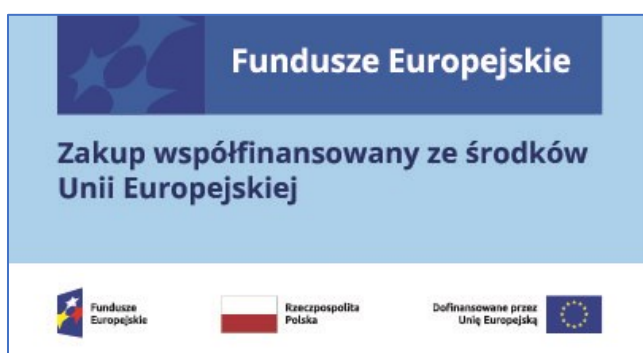 Fundusze Europejskie
Zakup współfinansowany ze środków
Unii Europejskiej
Fundusze
Europejskie
Rzeczpospolita
Polska
Dofinansowane przez
Unię Europejską